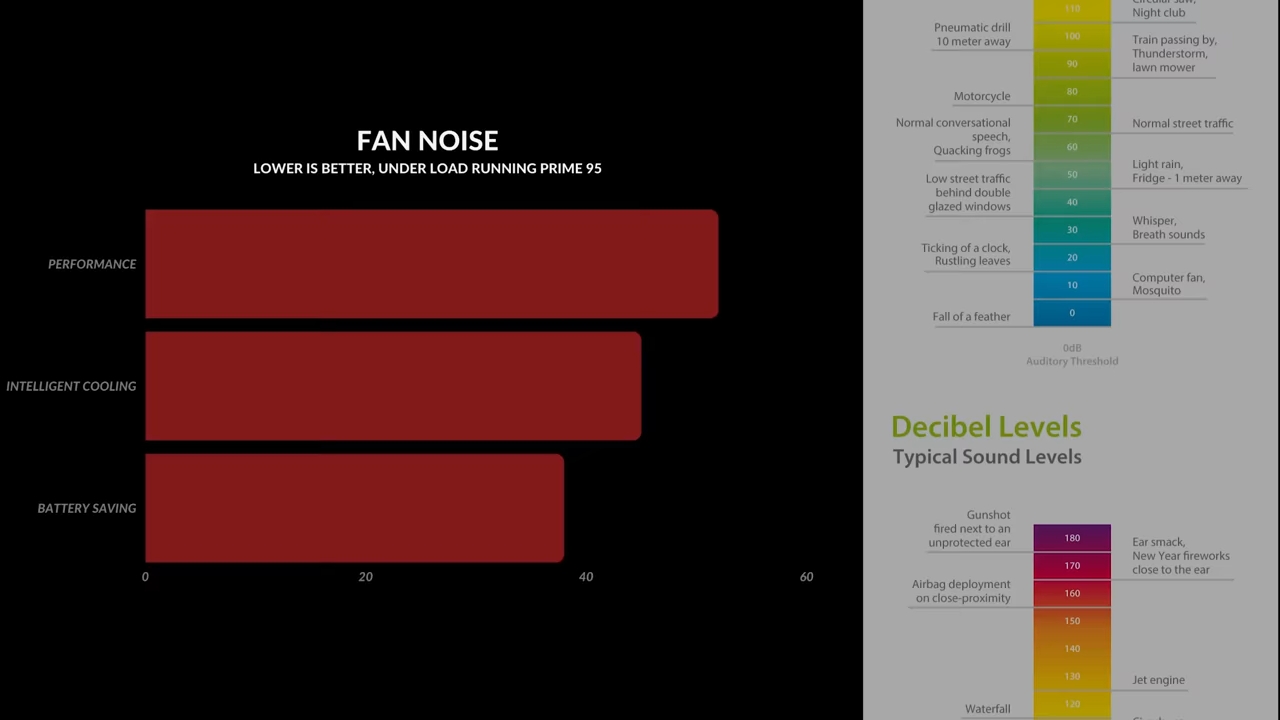 FAN NOISE
LOWER IS BETTER, UNDER LOAD RUNNING PRIME 95
PERFORMANCE
INTELLIGENT COOLING
BATTERY SAVING
0
20
40
60
110
Night club
Pneumatic drill
10 meter away
100
Train passing by,
Thunderstorm,
lawn mower
90
Motorcycle
80
Normal conversational
speech,
Quacking frogs
70
Normal street traffic
60
Light rain,
Fridge - 1 meter away
Low street traffic
behind double
glazed windows
50
40
Whisper,
Breath sounds
30
Ticking of a clock,
Rustling leaves
20
Computer fan,
Mosquito
10
Fall of a feather
0
0dB
Auditory Threshold
Decibel Levels
Typical Sound Levels
Gunshot
fired next to an
unprotected ear
180
Ear smack,
New Year fireworks
close to the ear
170
Airbag deployment
on close-proximity
160
150
140
130
Jet engine
Waterfall
120